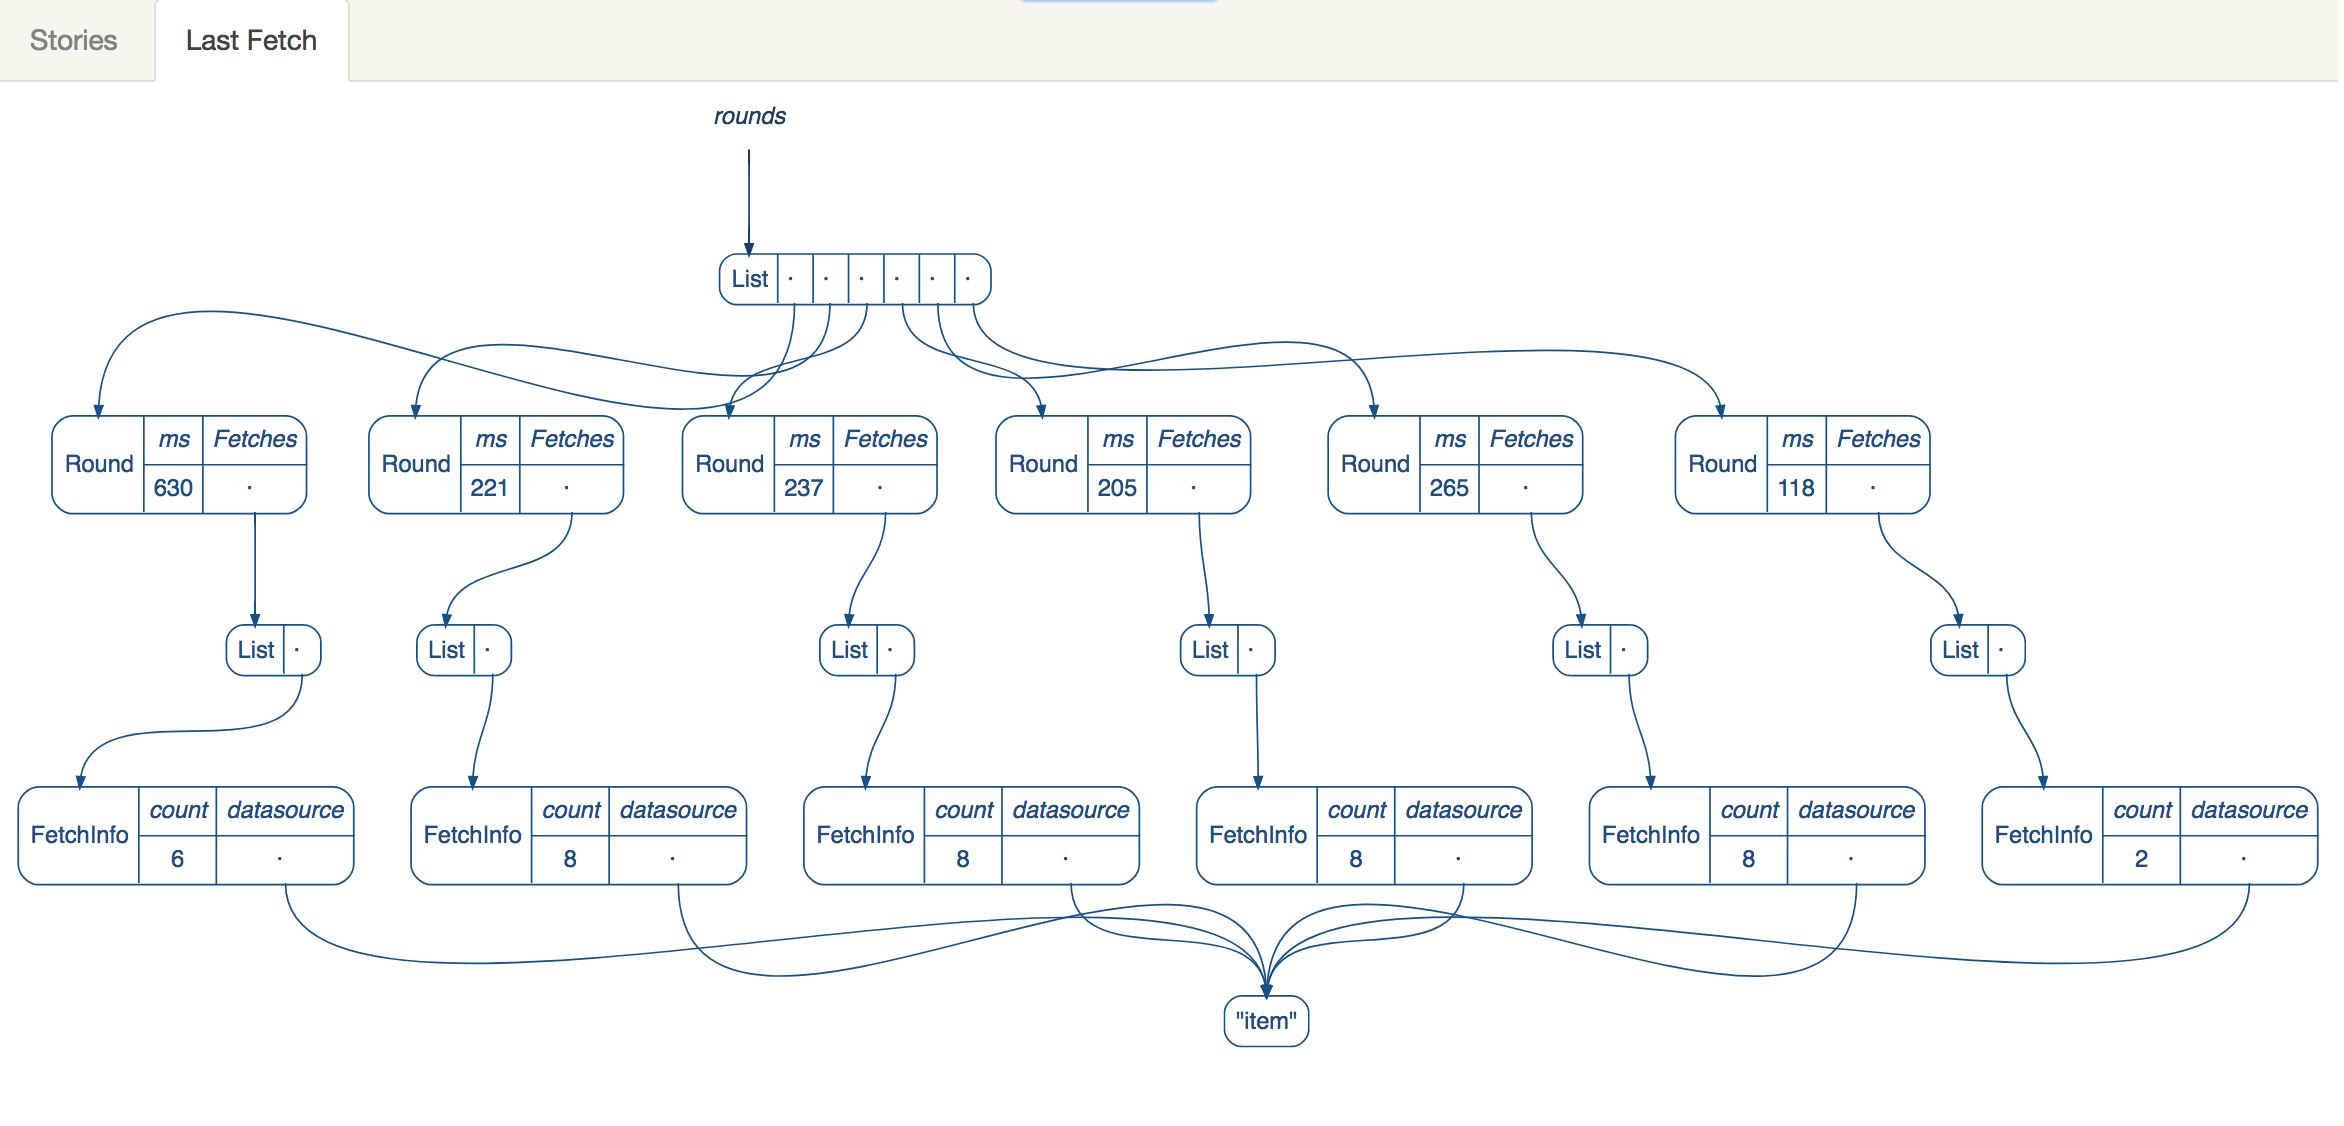 Stories
Last Fetch
rounds
List · · · · · ·
Round ms Fetches 630 ·
Round ms Fetches 221 ·
Round ms Fetches 237 ·
Round ms Fetches 205 ·
Round ms Fetches 265 ·
Round ms Fetches 118 ·
List ·
List ·
List ·
List ·
List ·
List ·
FetchInfo count datasource 6 ·
FetchInfo count datasource 8 ·
FetchInfo count datasource 8 ·
FetchInfo count datasource 8 ·
FetchInfo count datasource 8 ·
FetchInfo count datasource 2 ·
"item"